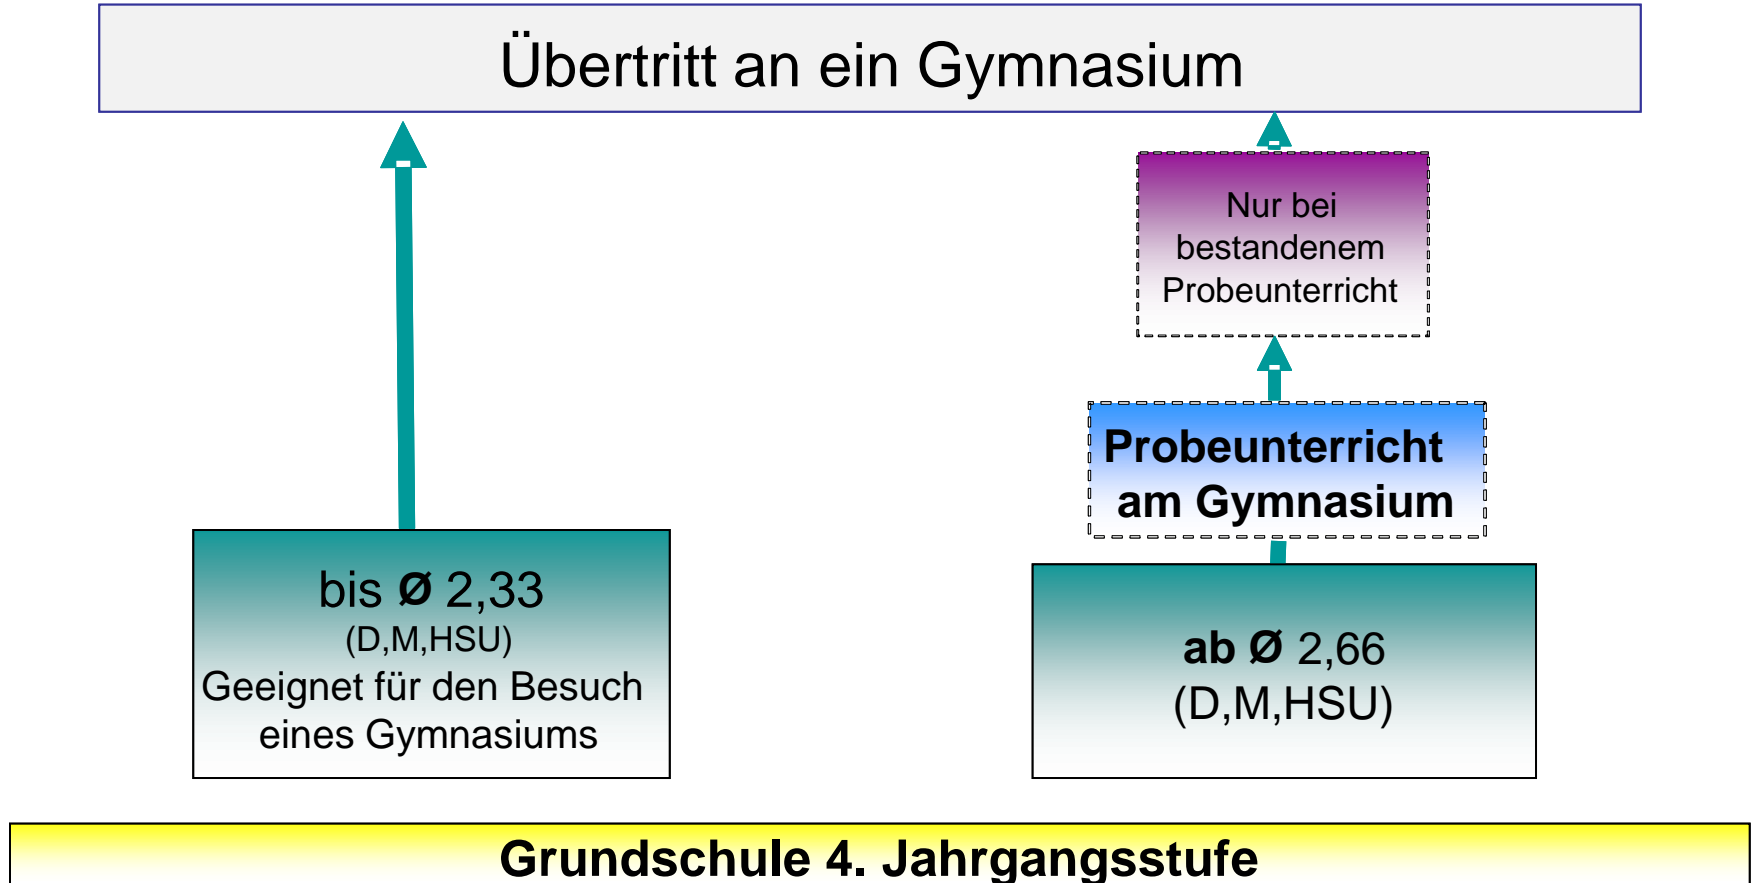 Übertritt an ein Gymnasium
Nur bei
bestandenem
Probeunterricht
Probeunterricht
am Gymnasium
bis Ø 2,33
(D,M,HSU)
Geeignet für den Besuch
eines Gymnasiums
ab Ø 2,66
(D,M,HSU)
Grundschule 4. Jahrgangsstufe